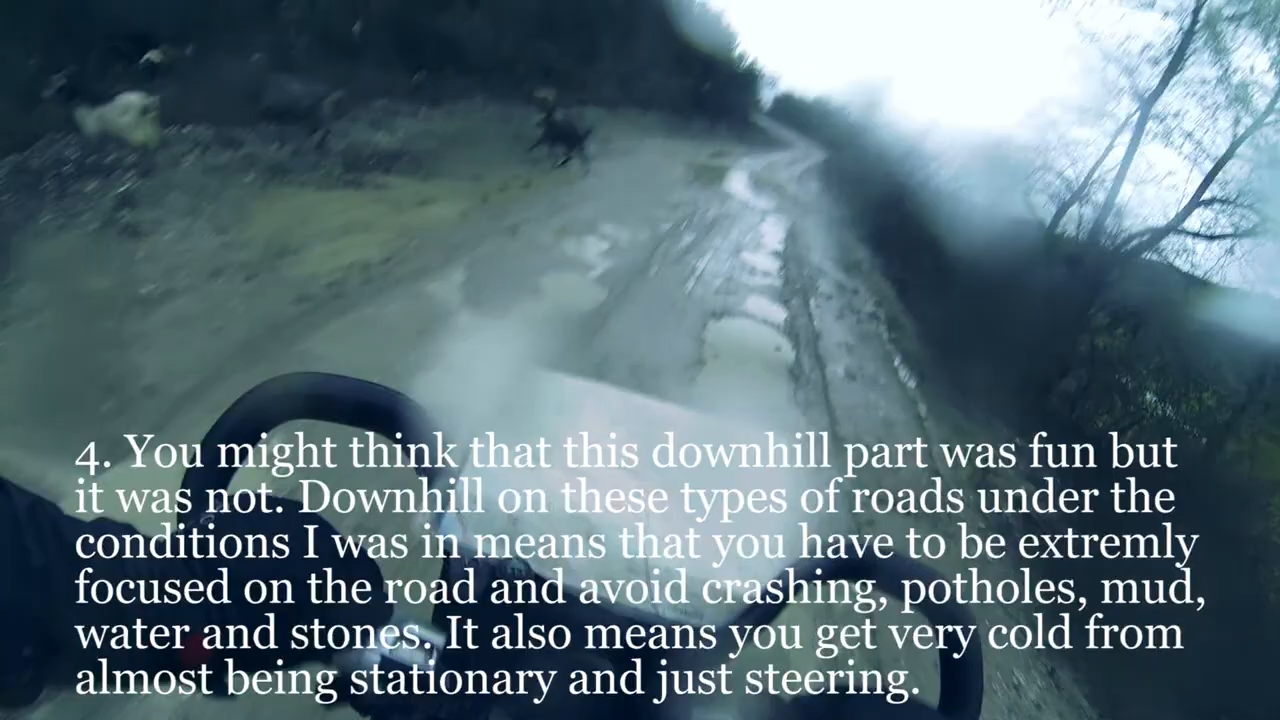 4. You might think that this downhill part was fun but
it was not. Downhill on these types of roads under the
conditions I was in means that you have to be extremly
focused on the road and avoid crashing, potholes, mud,
water and stones. It also means you get very cold from
almost being stationary and just steering.